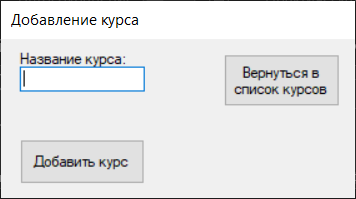 Добавление курса
Название курса:
Вернуться в
список курсов
Добавить курс